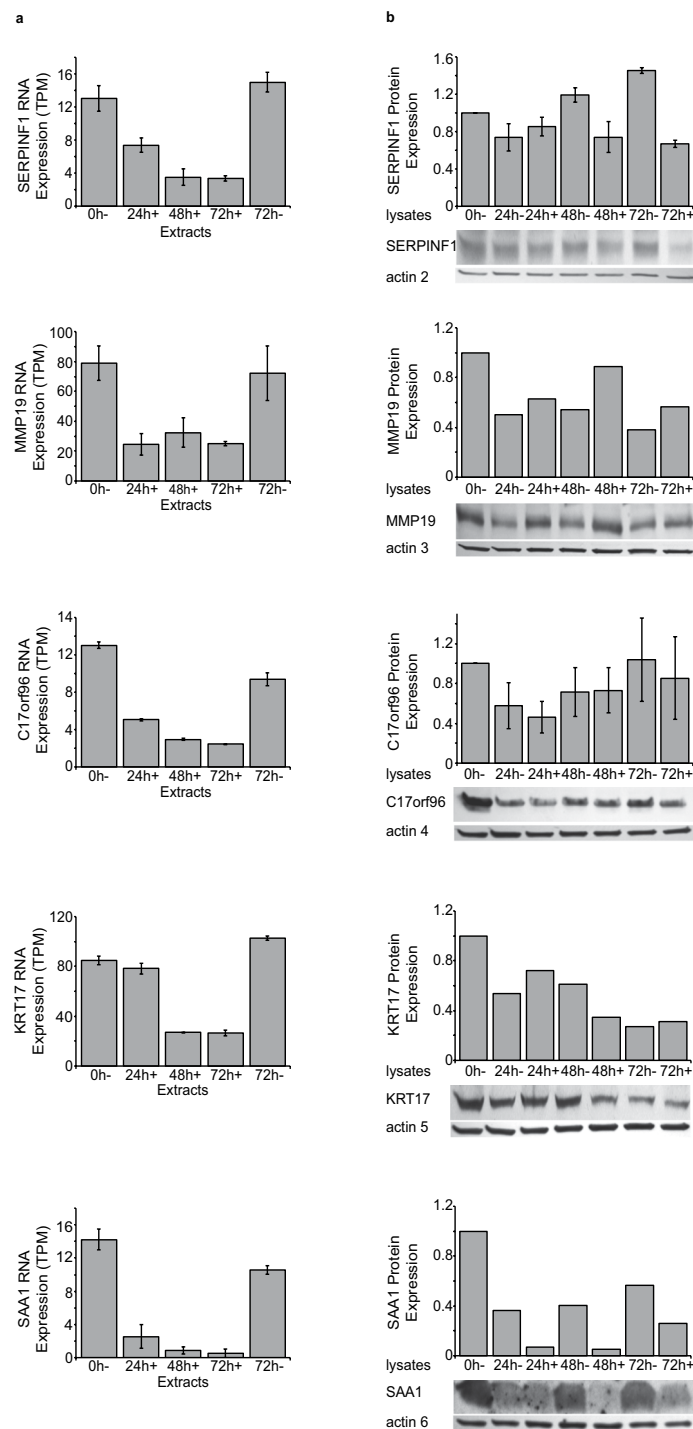 a
SERPINF1 RNA
Expression (TPM)
16
12
8
4
0
0h- 24h+ 48h+ 72h+ 72h-
Extracts
MMP19 RNA
Expression (TPM)
100
80
60
40
20
0
0h- 24h+ 48h+ 72h+ 72h-
Extracts
C17orf96 RNA
Expression (TPM)
14
12
8
4
0
0h- 24h+ 48h+ 72h+ 72h-
Extracts
KRT17 RNA
Expression (TPM)
120
80
40
0
0h- 24h+ 48h+ 72h+ 72h-
Extracts
SAA1 RNA
Expression (TPM)
16
12
8
4
0
0h- 24h+ 48h+ 72h+ 72h-
Extracts
b
SERPINF1 Protein
Expression
1.6
1.2
0.8
0.4
0
lysates 0h- 24h- 24h+ 48h- 48h+ 72h- 72h+
SERPINF1
actin 2
MMP19 Protein
Expression
1.2
0.8
0.4
0
lysates 0h- 24h- 24h+ 48h- 48h+ 72h- 72h+
MMP19
actin 3
C17orf96 Protein
Expression
1.2
0.8
0.4
0
lysates 0h- 24h- 24h+ 48h- 48h+ 72h- 72h+
C17orf96
actin 4
KRT17 Protein
Expression
1.2
0.8
0.4
0
lysates 0h- 24h- 24h+ 48h- 48h+ 72h- 72h+
KRT17
actin 5
SAA1 Protein
Expression
1.2
0.8
0.4
0
lysates 0h- 24h- 24h+ 48h- 48h+ 72h- 72h+
SAA1
actin 6